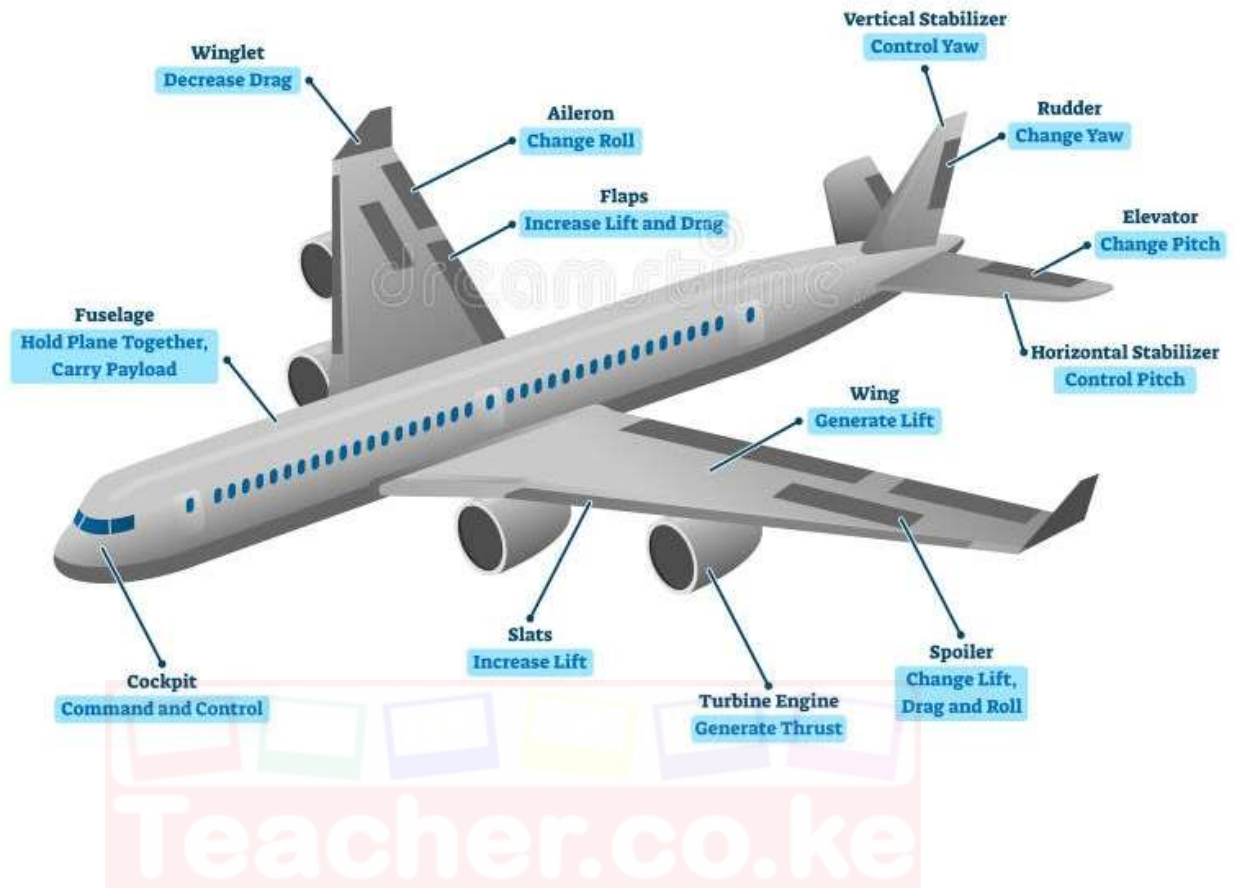 Vertical Stabilizer
Control Yaw
Winglet
Decrease Drag
Aileron
Change Roll
Rudder
Change Yaw
Flaps
Increase Lift and Drag
Elevator
Change Pitch
dreamstime
Fuselage
Hold Plane Together,
Carry Payload
Horizontal Stabilizer
Control Pitch
Wing
Generate Lift
Slats
Increase Lift
Spoiler
Change Lift,
Drag and Roll
Cockpit
Command and Control
Turbine Engine
Generate Thrust
Teacher.co.ke